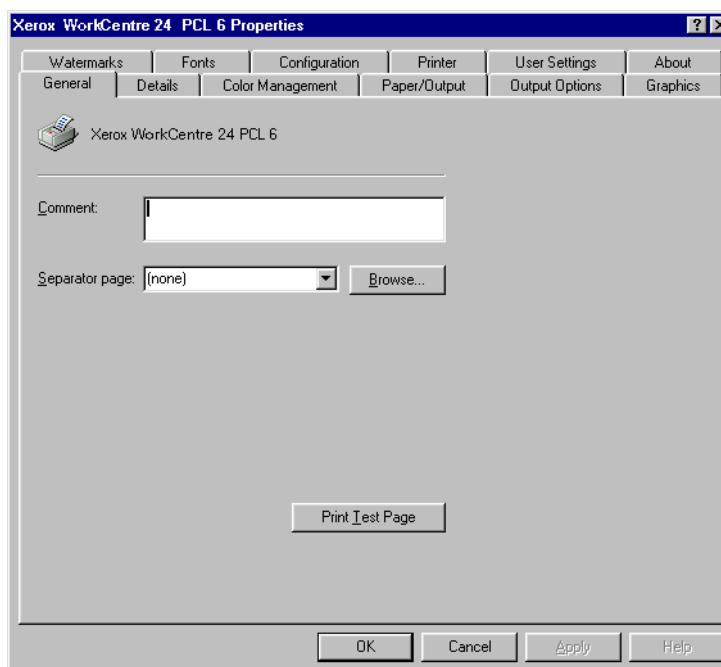 Xerox WorkCentre 24 PCL 6 Properties
Watermarks Fonts Configuration Printer User Settings About
General Details Color Management Paper/Output Output Options Graphics
Xerox WorkCentre 24 PCL 6
Comment:
Separator page: (none) Browse...
Print Test Page
OK Cancel Apply Help